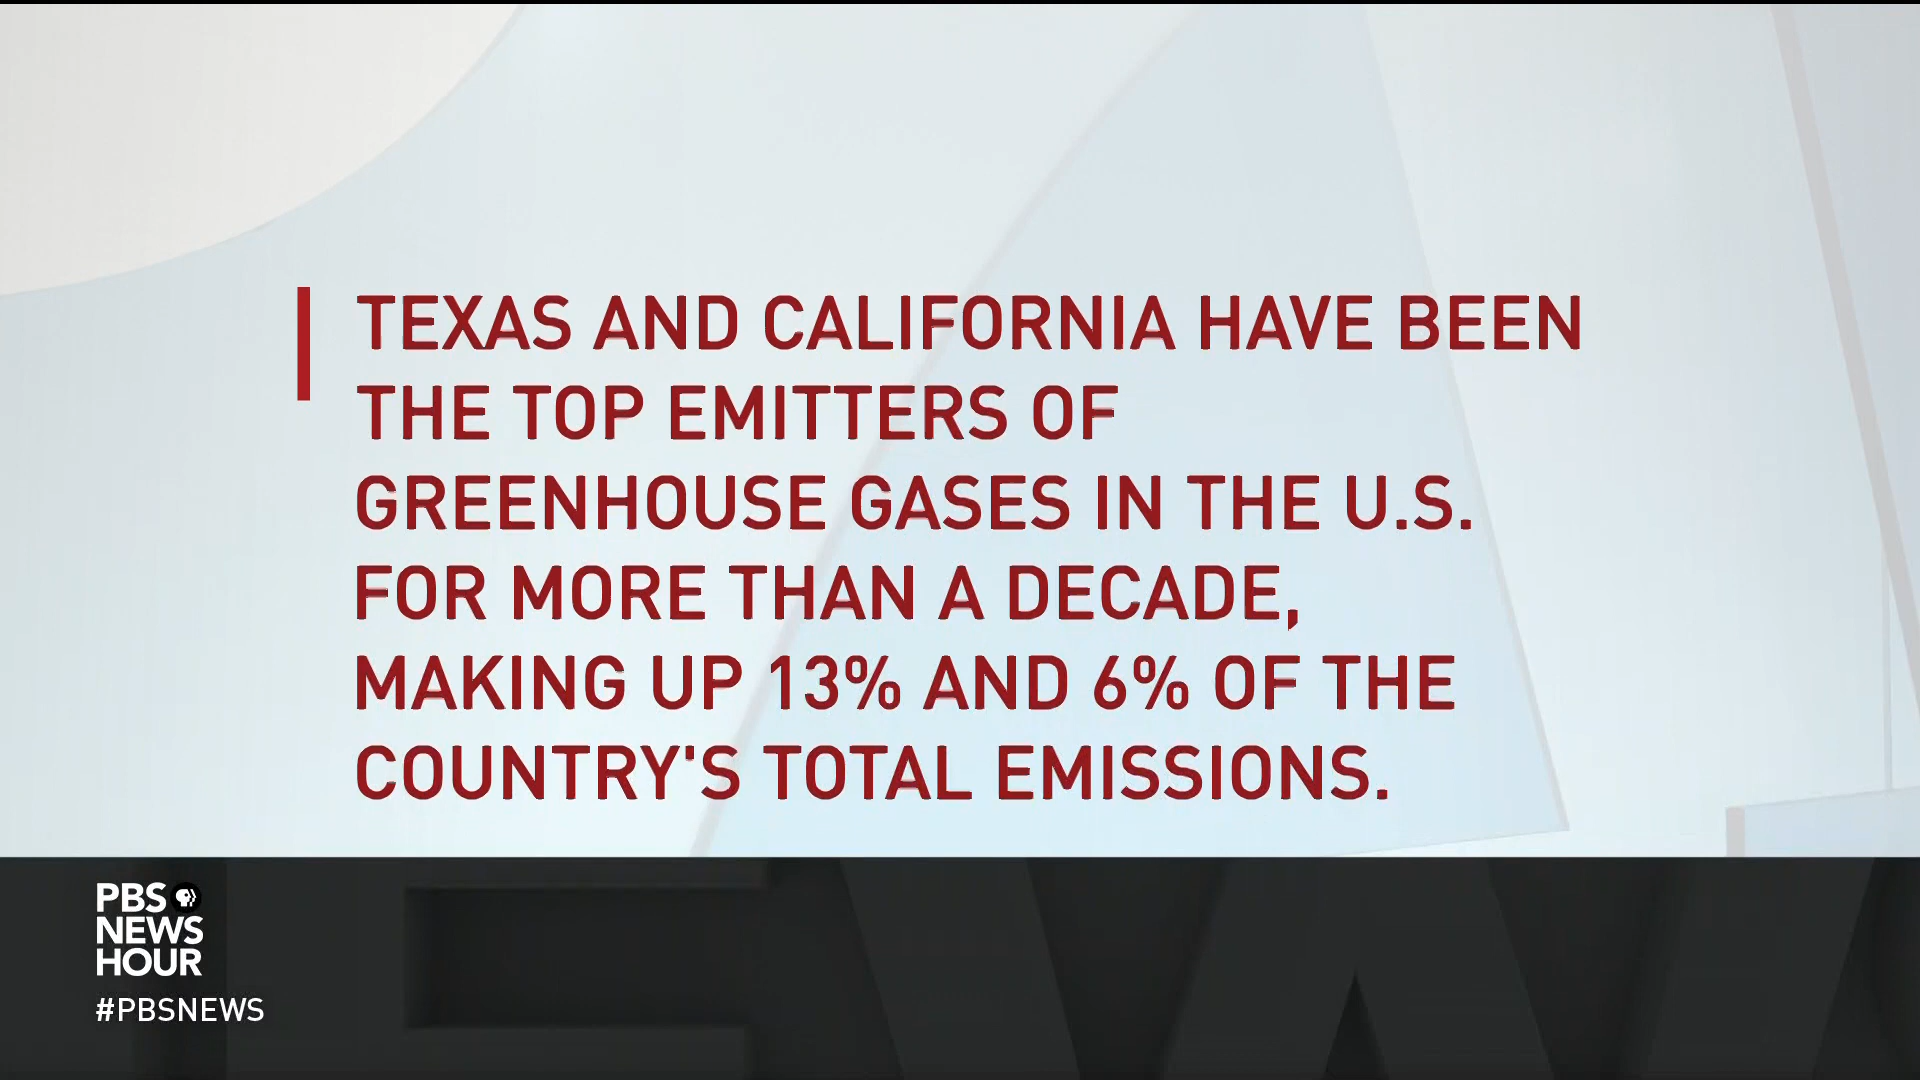 TEXAS AND CALIFORNIA HAVE BEEN
THE TOP EMITTERS OF
GREENHOUSE GASES IN THE U.S.
FOR MORE THAN A DECADE,
MAKING UP 13% AND 6% OF THE
COUNTRY'S TOTAL EMISSIONS.
PBS
NEWS
HOUR
#PBSNEWS